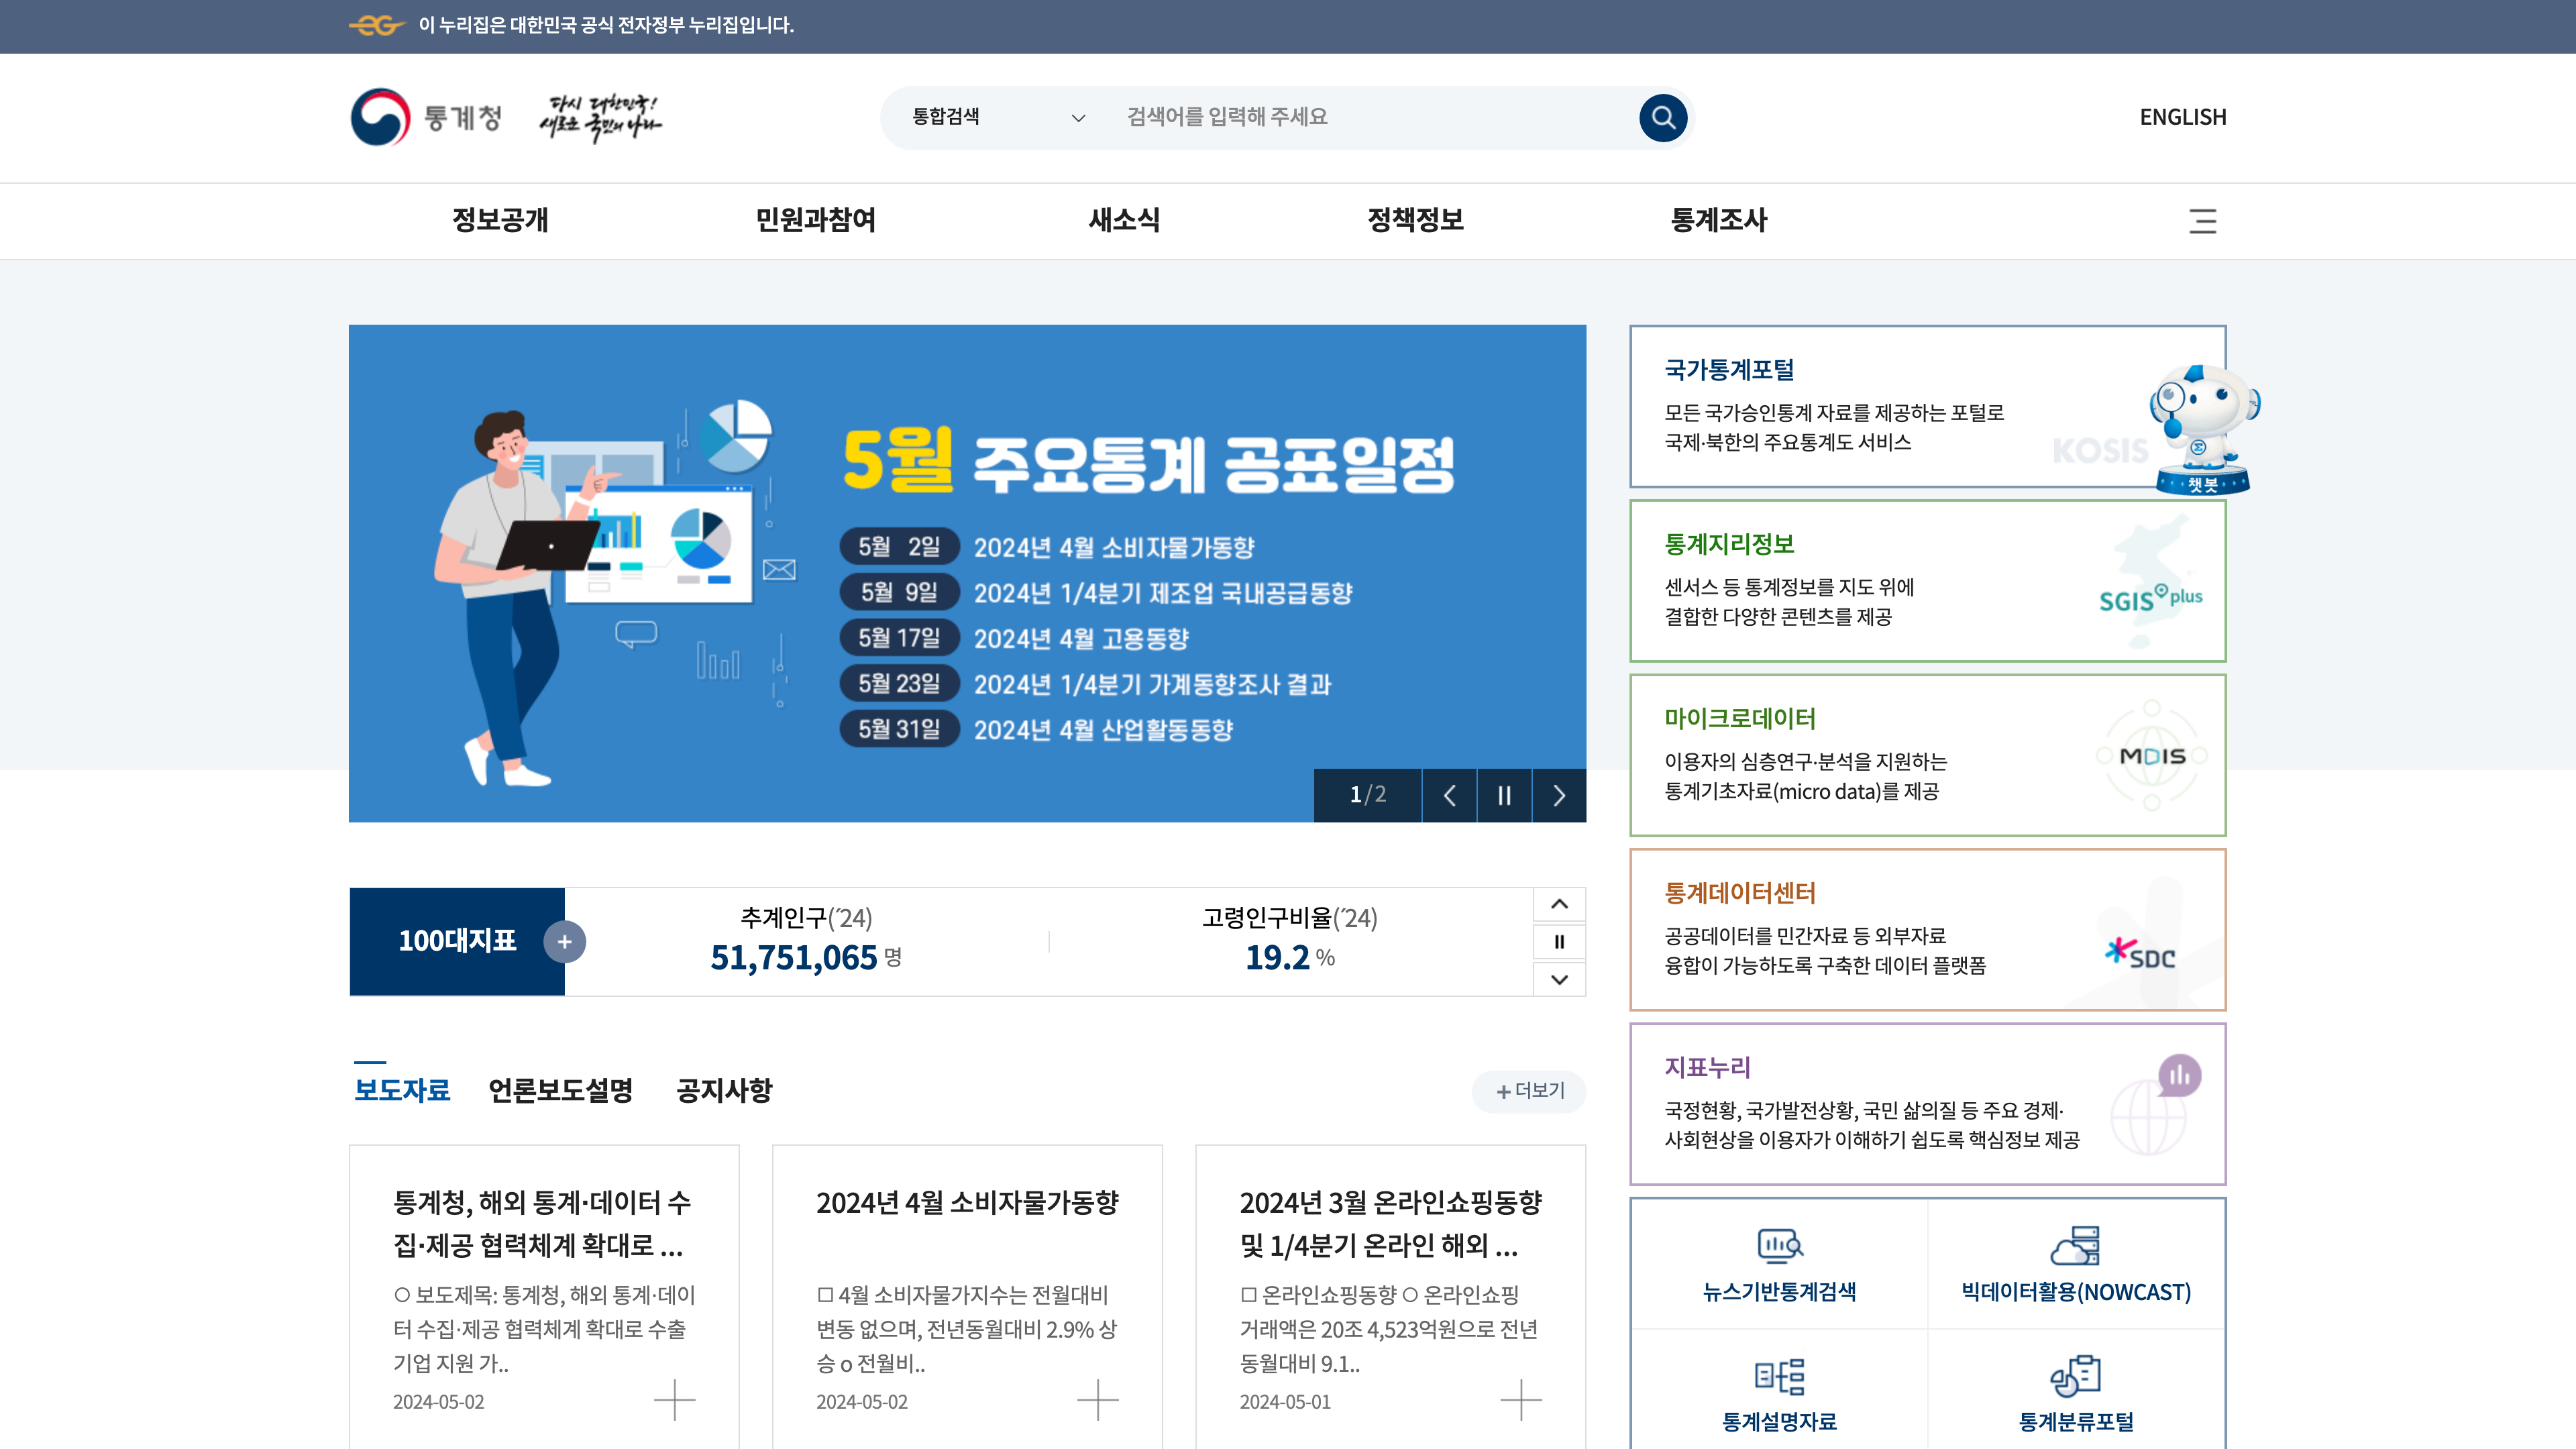 이 누리집은 대한민국 공식 전자정부 누리집입니다.
통계청
다시 대한민국!
새로운 국민의 나라
통합검색
검색어를 입력해 주세요
ENGLISH
정보공개
민원과참여
새소식
정책정보
통계조사
5월 주요통계 공표일정
5월 2일 2024년 4월 소비자물가동향
5월 9일 2024년 1/4분기 제조업 국내공급동향
5월 17일 2024년 4월 고용동향
5월 23일 2024년 1/4분기 가계동향조사 결과
5월 31일 2024년 4월 산업활동동향
1/2
국가통계포털
모든 국가승인통계 자료를 제공하는 포털로
국제·북한의 주요통계도 서비스
KOSIS
챗봇
통계지리정보
센서스 등 통계정보를 지도 위에
결합한 다양한 콘텐츠를 제공
SGIS plus
마이크로데이터
이용자의 심층연구·분석을 지원하는
통계기초자료(micro data)를 제공
MDIS
통계데이터센터
공공데이터를 민간자료 등 외부자료
융합이 가능하도록 구축한 데이터 플랫폼
SDC
지표누리
국정현황, 국가발전상황, 국민 삶의질 등 주요 경제·
사회현상을 이용자가 이해하기 쉽도록 핵심정보 제공
100대지표
추계인구(´24)
51,751,065 명
고령인구비율(´24)
19.2 %
보도자료
언론보도설명
공지사항
+ 더보기
통계청, 해외 통계·데이터 수
집·제공 협력체계 확대로 ...
○ 보도제목: 통계청, 해외 통계·데이
터 수집·제공 협력체계 확대로 수출
기업 지원 가..
2024-05-02
2024년 4월 소비자물가동향
□ 4월 소비자물가지수는 전월대비
변동 없으며, 전년동월대비 2.9% 상
승 o 전월비..
2024-05-02
2024년 3월 온라인쇼핑동향
및 1/4분기 온라인 해외 ...
□ 온라인쇼핑동향 ○ 온라인쇼핑
거래액은 20조 4,523억원으로 전년
동월대비 9.1..
2024-05-01
뉴스기반통계검색
빅데이터활용(NOWCAST)
통계설명자료
통계분류포털